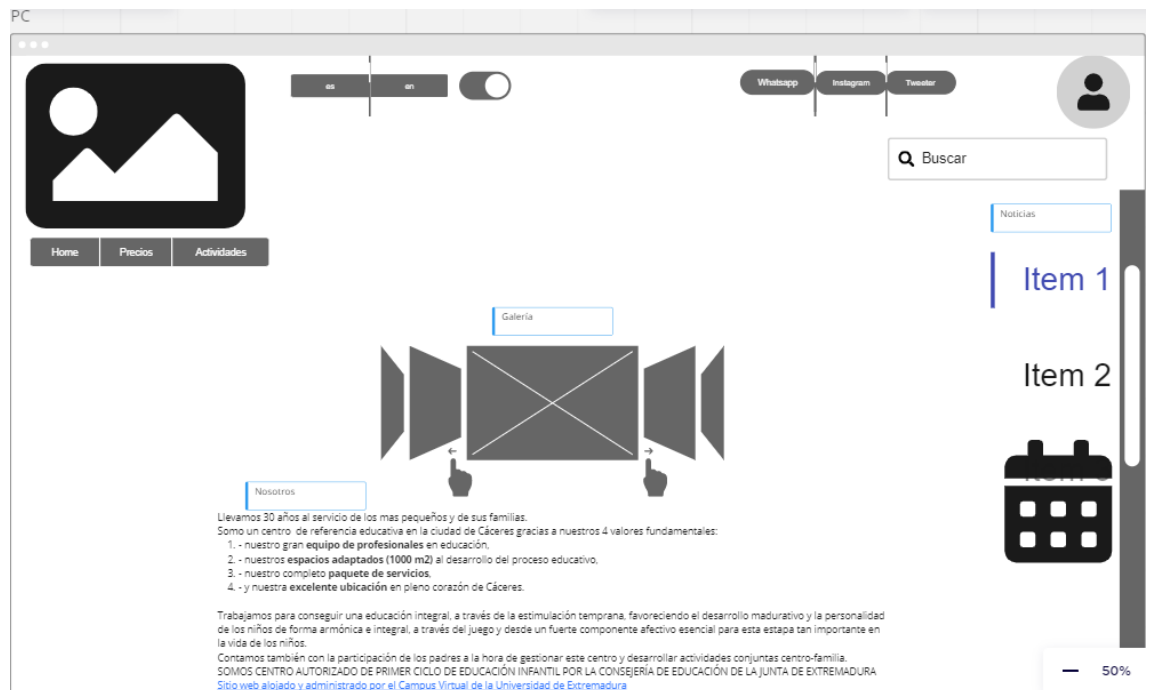 PC
es
en
Whatsapp
Instagram
Tweeter
Buscar
Noticias
Home
Precios
Actividades
Item 1
Galería
Item 2
Nosotros
Llevamos 30 años al servicio de los mas pequeños y de sus familias.
Somo un centro de referencia educativa en la ciudad de Cáceres gracias a nuestros 4 valores fundamentales:
1. - nuestro gran equipo de profesionales en educación,
2. - nuestros espacios adaptados (1000 m2) al desarrollo del proceso educativo,
3. - nuestro completo paquete de servicios,
4. - y nuestra excelente ubicación en pleno corazón de Cáceres.
Trabajamos para conseguir una educación integral, a través de la estimulación temprana, favoreciendo el desarrollo madurativo y la personalidad
de los niños de forma armónica e integral, a través del juego y desde un fuerte componente afectivo esencial para esta etapa tan importante en
la vida de los niños.
Contamos también con la participación de los padres a la hora de gestionar este centro y desarrollar actividades conjuntas centro-familia.
SOMOS CENTRO AUTORIZADO DE PRIMER CICLO DE EDUCACIÓN INFANTIL POR LA CONSEJERÍA DE EDUCACIÓN DE LA JUNTA DE EXTREMADURA
Sitio web alojado y administrado por el Campus Virtual de la Universidad de Extremadura
50%